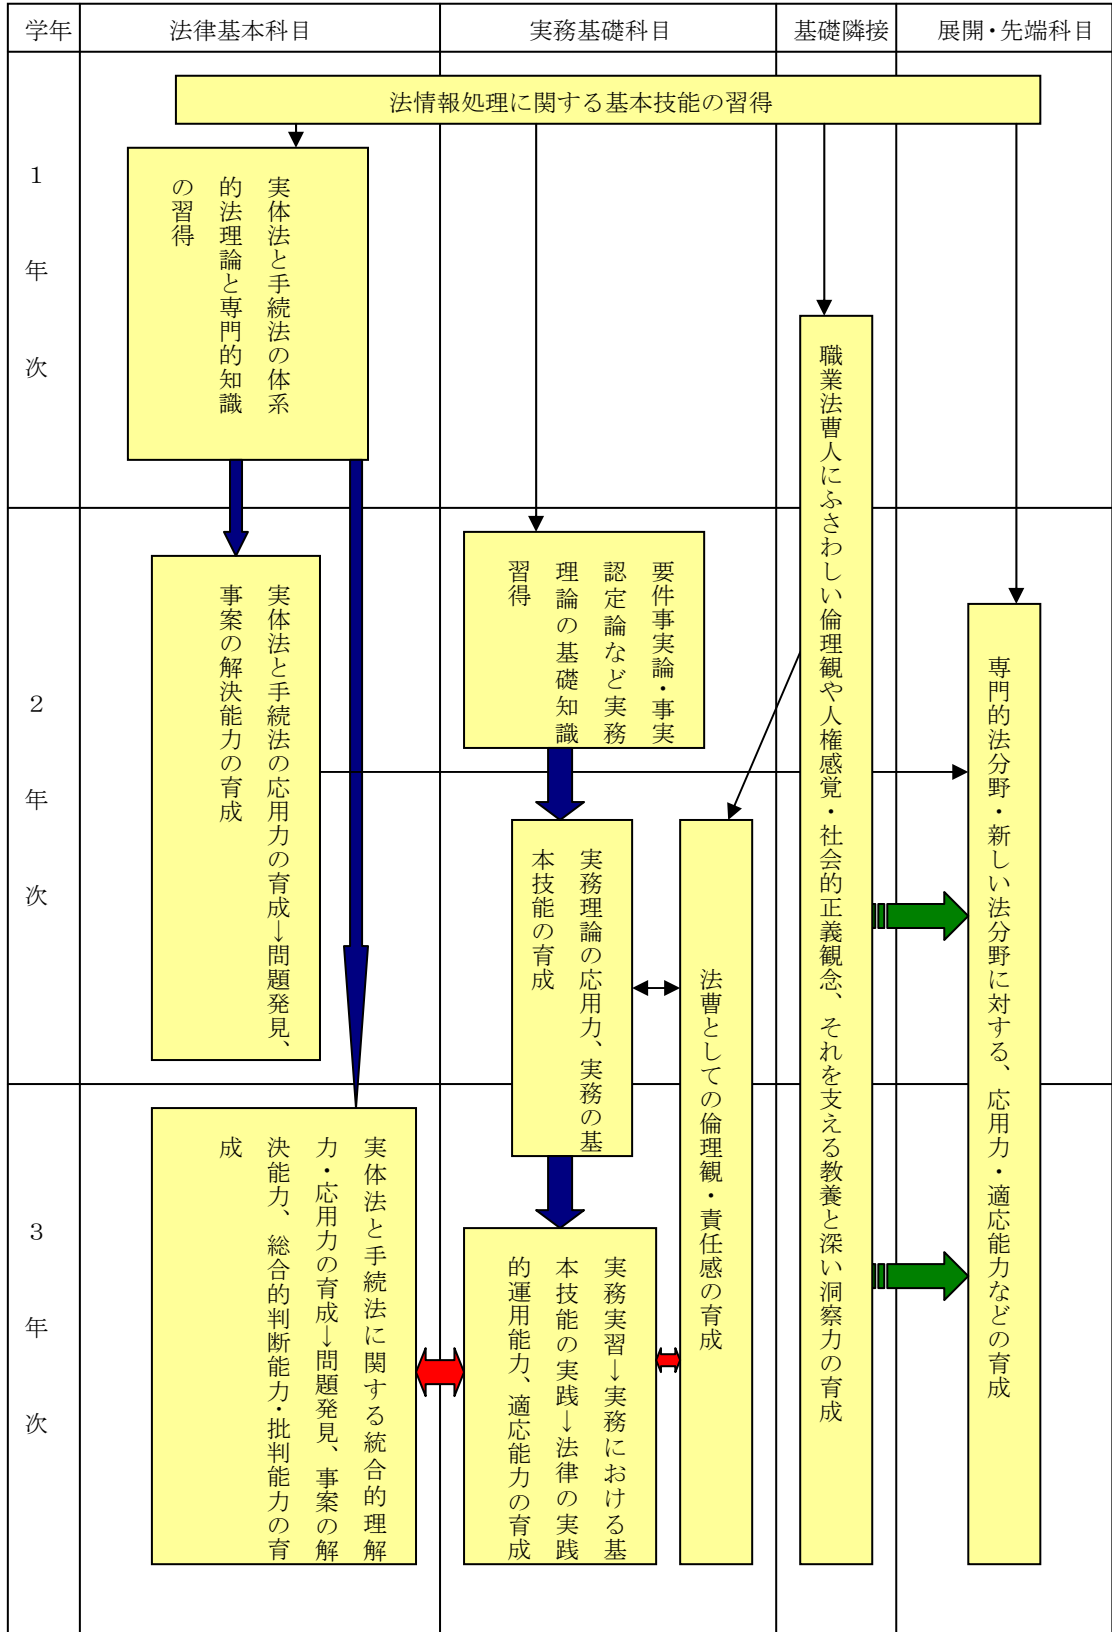 学年
法律基本科目
実務基礎科目
基礎隣接
展開・先端科目
法情報処理に関する基本技能の習得
1
年
次
実体法と手続法の体系
的法理論と専門的知識
の習得
2
年
次
実体法と手続法の応用力の育成→問題発見、
事案の解決能力の育成
要件事実論・事実
認定論など実務
理論の基礎知識
習得
実務理論の応用力、実務の基
本技能の育成
法曹としての倫理観・責任感の育成
職業法曹人にふさわしい倫理観や人権感覚・社会的正義観念、それを支える教養と深い洞察力の育成
専門的法分野・新しい法分野に対する、応用力・適応能力などの育成
3
年
次
実体法と手続法に関する統合的理解
力・応用力の育成→問題発見、事案の解
決能力、総合的判断能力・批判能力の育
成
実務実習→実務における基
本技能の実践→法律の実践
的運用能力、適応能力の育成